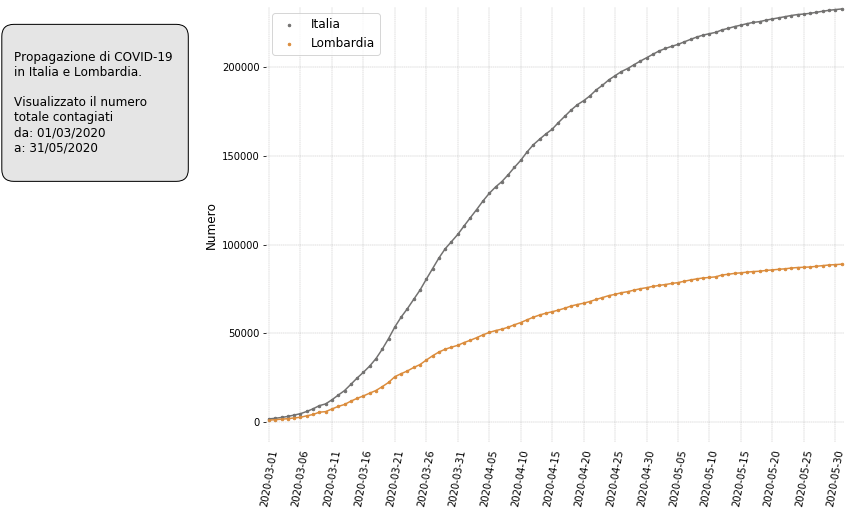 Propagazione di COVID-19
in Italia e Lombardia.
Visualizzato il numero
totale contagiati
da: 01/03/2020
a: 31/05/2020
Italia
Lombardia
Numero
200000
150000
100000
50000
0
2020-03-01
2020-03-06
2020-03-11
2020-03-16
2020-03-21
2020-03-26
2020-03-31
2020-04-05
2020-04-10
2020-04-15
2020-04-20
2020-04-25
2020-04-30
2020-05-05
2020-05-10
2020-05-15
2020-05-20
2020-05-25
2020-05-30